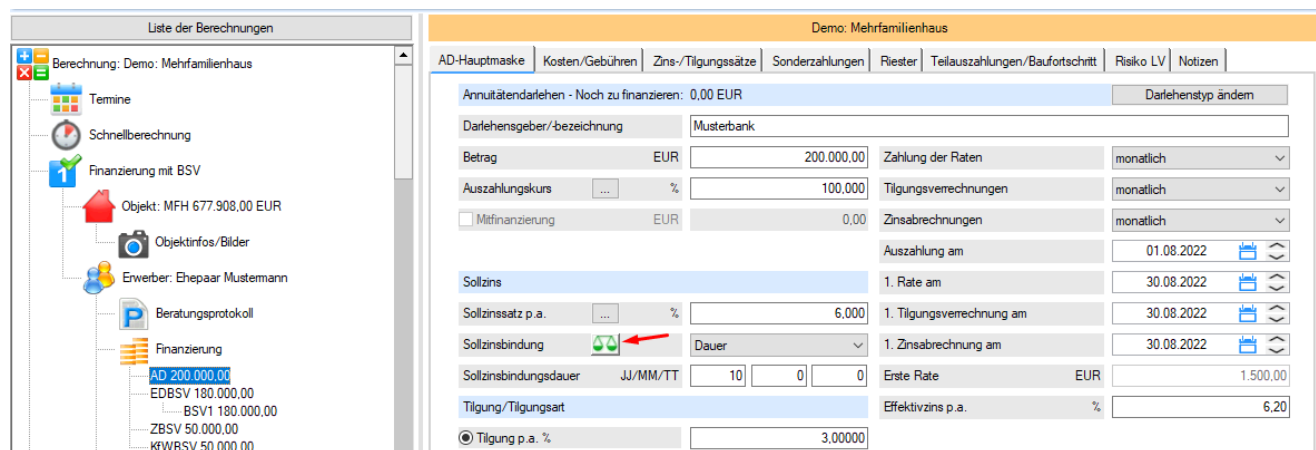 Liste der Berechnungen
Berechnung: Demo: Mehrfamilienhaus
Termine
Schnellberechnung
1
Finanzierung mit BSV
Objekt: MFH 677.908,00 EUR
Objektinfos/Bilder
Erwerber: Ehepaar Mustermann
P
Beratungsprotokoll
Finanzierung
AD 200.000,00
EDBSV 180.000,00
BSV1 180.000,00
ZBSV 50.000,00
KfWBSV 50.000,00
Demo: Mehrfamilienhaus
AD-Hauptmaske Kosten/Gebühren Zins-/Tilgungssätze Sonderzahlungen Riester Teilauszahlungen/Baufortschritt Risiko LV Notizen
Annuitätendarlehen - Noch zu finanzieren: 0,00 EUR Darlehenstyp ändern
Darlehensgeber/-bezeichnung Musterbank
Betrag EUR 200.000,00 Zahlung der Raten monatlich
Auszahlungskurs ... % 100,000 Tilgungsverrechnungen monatlich
Mitfinanzierung EUR 0,00 Zinsabrechnungen monatlich
Auszahlung am 01.08.2022
Sollzins 1. Rate am 30.08.2022
Sollzinssatz p.a. ... % 6,000 1. Tilgungsverrechnung am 30.08.2022
Sollzinsbindung Dauer 1. Zinsabrechnung am 30.08.2022
Sollzinsbindungsdauer JJ/MM/TT 10 0 0 Erste Rate EUR 1.500,00
Tilgung/Tilgungsart Effektivzins p.a. % 6,20
Tilgung p.a. % 3,00000